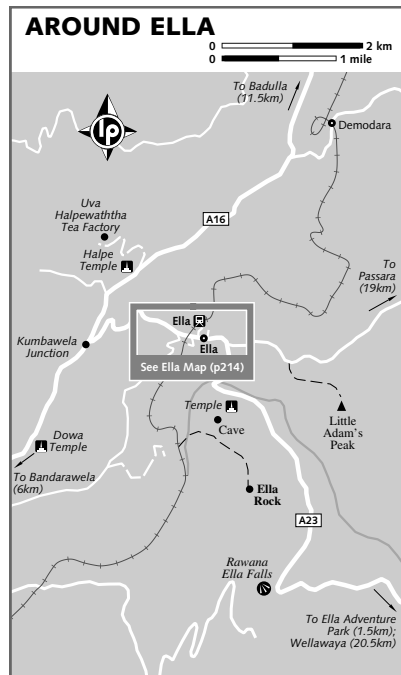 AROUND ELLA
0 2 km
0 1 mile
To Badulla
(11.5km)
lp
Demodara
Uva
Halpewaththa
Tea Factory
A16
Halpe
Temple
To
Passara
(19km)
Ella
Kumbawela
Junction
Ella
See Ella Map (p214)
Temple
Cave
Little
Adam's
Peak
Dowa
Temple
To Bandarawela
(6km)
Ella
Rock
A23
Rawana
Ella Falls
To Ella Adventure
Park (1.5km);
Wellawaya (20.5km)